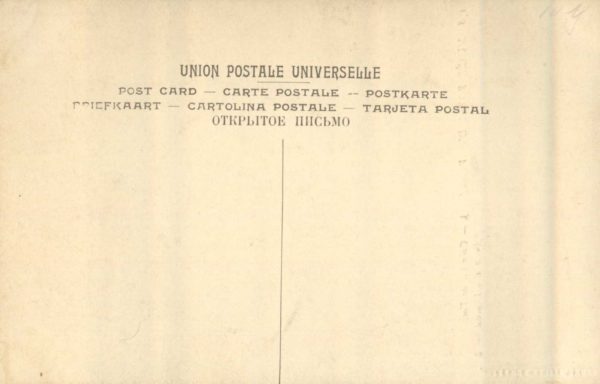 UNION POSTALE UNIVERSELLE
POST CARD — CARTE POSTALE — POSTKARTE
BRIEFKAART — CARTOLINA POSTALE — TARJETA POSTAL
ОТКРЫТОЕ ПИСЬМО